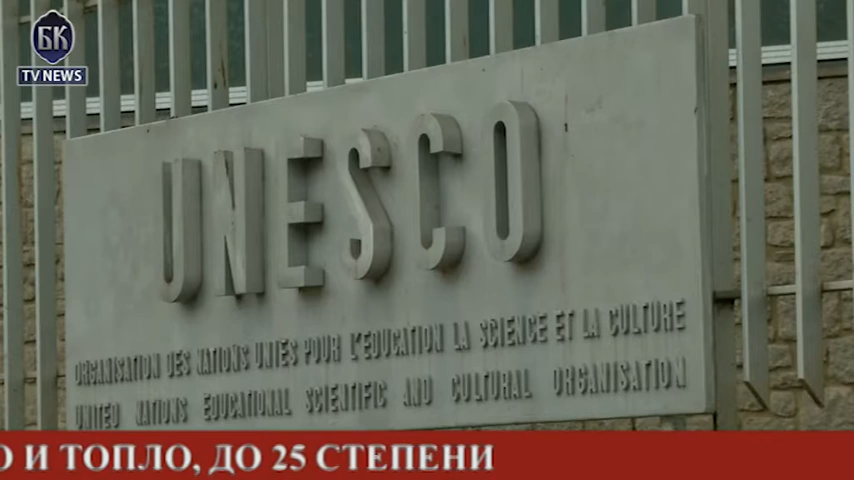 БК
TV NEWS
UNESCO
ORGANISATION DES NATIONS UNIES POUR L'EDUCATION LA SCIENCE ET LA CULTURE
UNITED NATIONS EDUCATIONAL SCIENTIFIC AND CULTURAL ORGANISATION
О И ТОПЛО, ДО 25 СТЕПЕНИ